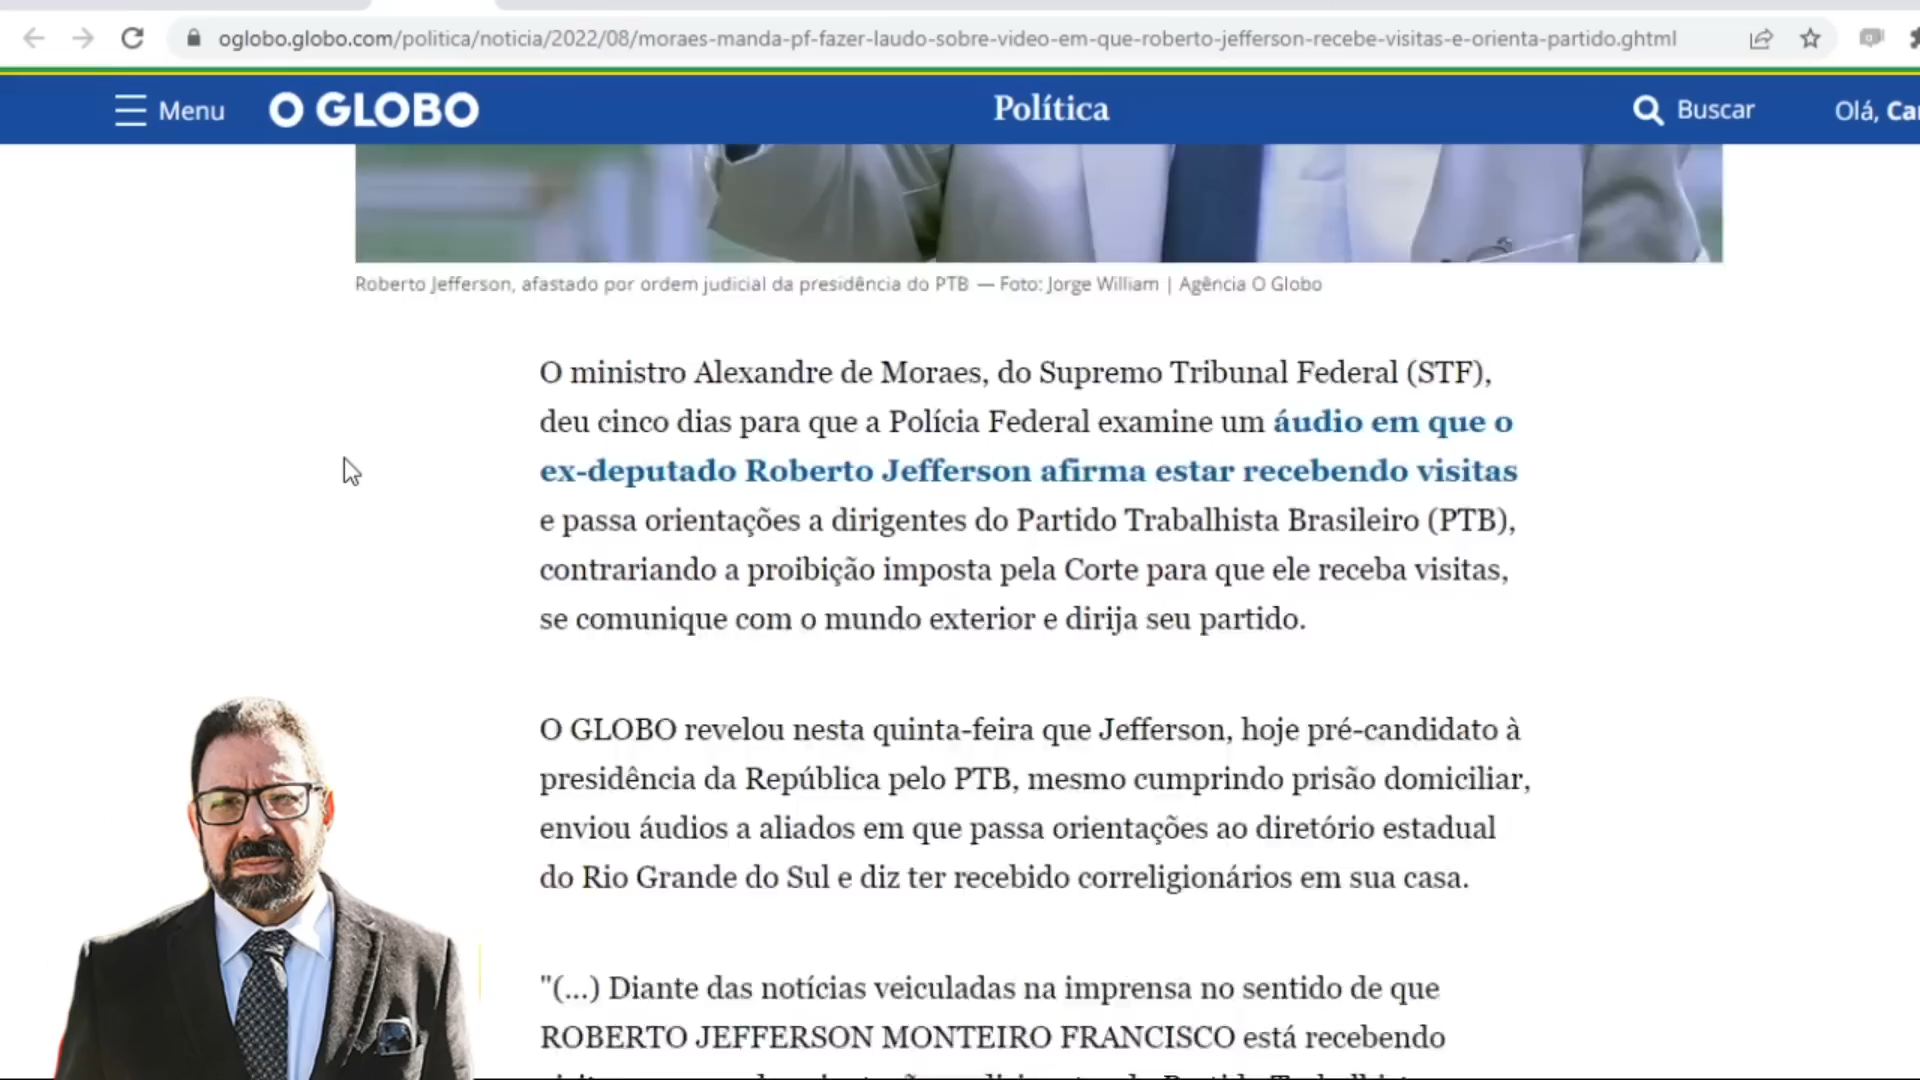 oglobo.globo.com/politica/noticia/2022/08/moraes-manda-pf-fazer-laudo-sobre-video-em-que-roberto-jefferson-recebe-visitas-e-orienta-partido.ghtml
Menu O GLOBO Política Buscar Olá, Car
Roberto Jefferson, afastado por ordem judicial da presidência do PTB — Foto: Jorge William | Agência O Globo
O ministro Alexandre de Moraes, do Supremo Tribunal Federal (STF),
deu cinco dias para que a Polícia Federal examine um áudio em que o
ex-deputado Roberto Jefferson afirma estar recebendo visitas
e passa orientações a dirigentes do Partido Trabalhista Brasileiro (PTB),
contrariando a proibição imposta pela Corte para que ele receba visitas,
se comunique com o mundo exterior e dirija seu partido.
O GLOBO revelou nesta quinta-feira que Jefferson, hoje pré-candidato à
presidência da República pelo PTB, mesmo cumprindo prisão domiciliar,
enviou áudios a aliados em que passa orientações ao diretório estadual
do Rio Grande do Sul e diz ter recebido correligionários em sua casa.
"(...) Diante das notícias veiculadas na imprensa no sentido de que
ROBERTO JEFFERSON MONTEIRO FRANCISCO está recebendo